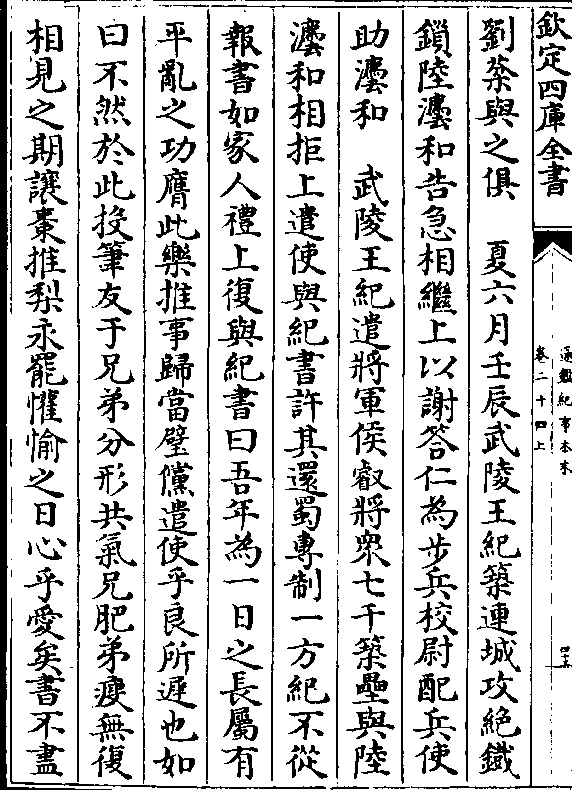 欽定四庫全書
通鑑紀事本末
卷二十四上
四十五
劉棻與之俱　夏六月壬辰武陵王紀築連城攻絕鐵
鎖陸灋和告急相繼上以謝答仁為步兵校尉配兵使
助灋和　武陵王紀遣將軍侯叡將衆七千築壘與陸
灋和相拒上遣使與紀書許其還蜀專制一方紀不從
報書如家人禮上復與紀書曰吾年為一日之長屬有
平亂之功膺此樂推事歸當璧儻遣使乎良所遲也如
曰不然於此投筆友于兄弟分形共氣兄肥弟瘦無復
相見之期讓棗推梨永罷懽愉之日心乎愛矣書不盡